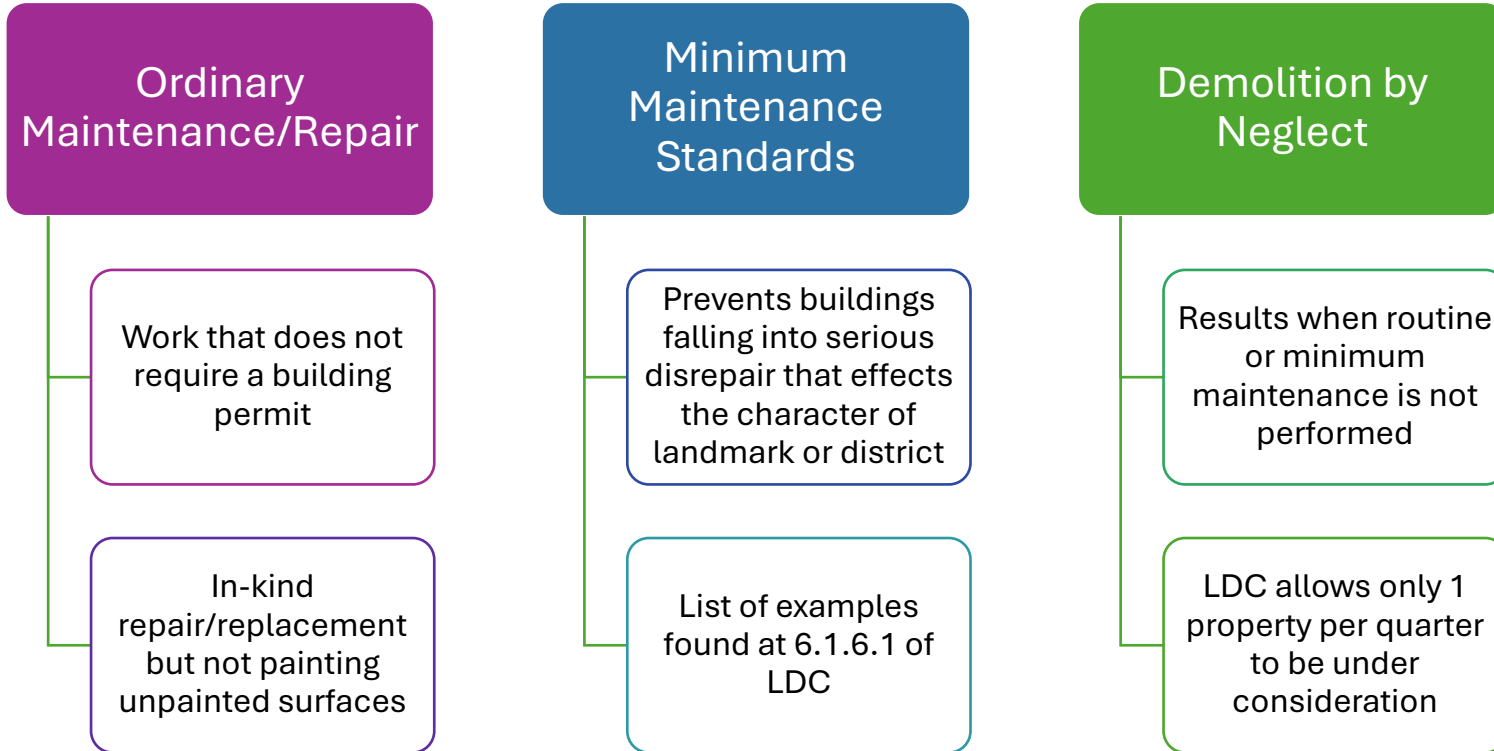 Ordinary
Maintenance/Repair
Work that does not
require a building
permit
In-kind
repair/replacement
but not painting
unpainted surfaces
Minimum
Maintenance
Standards
Prevents buildings
falling into serious
disrepair that effects
the character of
landmark or district
List of examples
found at 6.1.6.1 of
LDC
Demolition by
Neglect
Results when routine
or minimum
maintenance is not
performed
LDC allows only 1
property per quarter
to be under
consideration